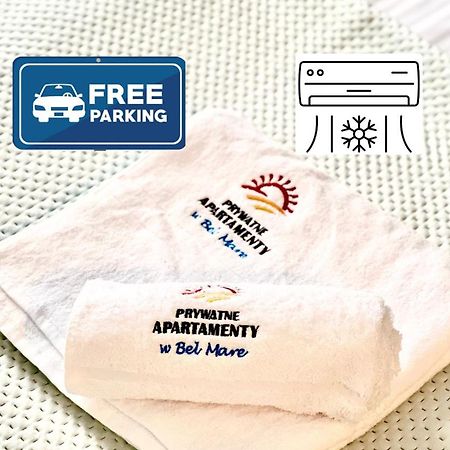 FREE
PARKING
PRYWATNE
APARTAMENTY
w Bel Mare
PRYWATNE
APARTAMENTY
w Bel Mare